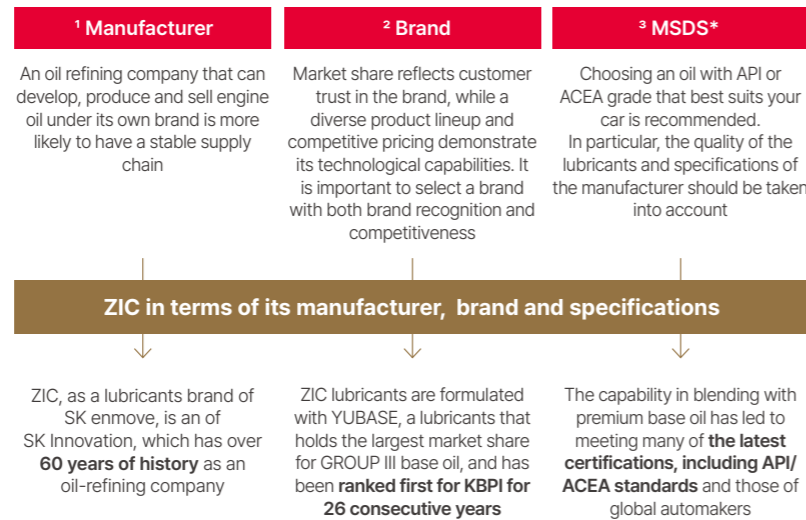 ¹ Manufacturer
An oil refining company that can
develop, produce and sell engine
oil under its own brand is more
likely to have a stable supply
chain
² Brand
Market share reflects customer
trust in the brand, while a
diverse product lineup and
competitive pricing demonstrate
its technological capabilities. It
is important to select a brand
with both brand recognition and
competitiveness
³ MSDS*
Choosing an oil with API or
ACEA grade that best suits your
car is recommended.
In particular, the quality of the
lubricants and specifications of
the manufacturer should be taken
into account
ZIC in terms of its manufacturer, brand and specifications
ZIC, as a lubricants brand of
SK enmove, is an of
SK Innovation, which has over
60 years of history as an
oil-refining company
ZIC lubricants are formulated
with YUBASE, a lubricants that
holds the largest market share
for GROUP III base oil, and has
been ranked first for KBPI for
26 consecutive years
The capability in blending with
premium base oil has led to
meeting many of the latest
certifications, including API/
ACEA standards and those of
global automakers